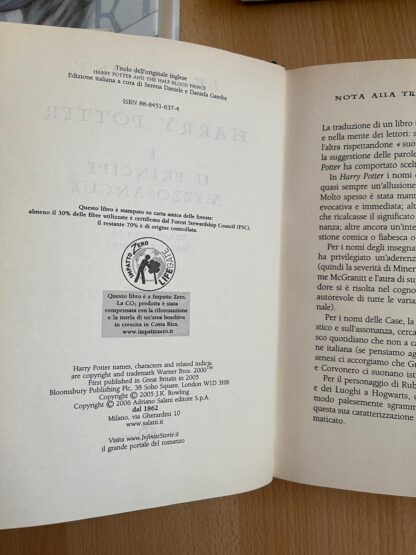 Titolo dell'originale inglese
HARRY POTTER AND THE HALF-BLOOD PRINCE
Edizione italiana a cura di Serena Daniele e Daniela Gamba
ISBN 88-8451-637-4
Questo libro è stampato su carta amica delle foreste:
almeno il 30% delle fibre utilizzate è certificato dal Forest Stewardship Council (FSC),
il restante 70% è di origine controllata.
IMPATTO ZERO
LIFEGATE
Questo libro è a Impatto Zero.
La CO2 prodotta è stata
compensata con la riforestazione
e la tutela di un'area boschiva
in crescita in Costa Rica.
www.impattozero.it
Harry Potter names, characters and related indicia
are copyright and trademark Warner Bros. 2000™
First published in Great Britain in 2005
Bloomsbury Publishing Plc, 38 Soho Square, London W1D 3HB
Copyright © 2005 J.K. Rowling
Copyright © 2006 Adriano Salani editore S.p.A.
dal 1862
Milano, via Gherardini 10
www.salani.it
Visita www.InfiniteStorie.it
il grande portale del romanzo
NOTA ALLA TR
La traduzione di un libro
e nella mente dei lettori: s
l'altra rispettandone « suo
la suggestione delle parole
Potter ha comportato scelt
In Harry Potter i nomi
quasi sempre un'allusione
Molto spesso è stata mant
evocativa e immediata; alt
che ricalcasse il significato
nanza; altre ancora un'inte
stione comica o fiabesca o
Per i nomi degli insegna
ha privilegiato un'aderenz
(quindi la severità di Miner
me McGranitt e l'aura di su
dore si è risolta nel cogno
autorevole di tutte le varia
nale).
Per i nomi delle Case, la
stico e sull'assonanza, cerca
sco quotidiano che non a c
ne italiana (se pensiamo ag
senesi ci accorgiamo che G
e Corvonero ci suonano ist
Per il personaggio di Rub
e dei Luoghi a Hogwarts,
modo palesemente sgramm
questa sua caratterizzazione
maticato.